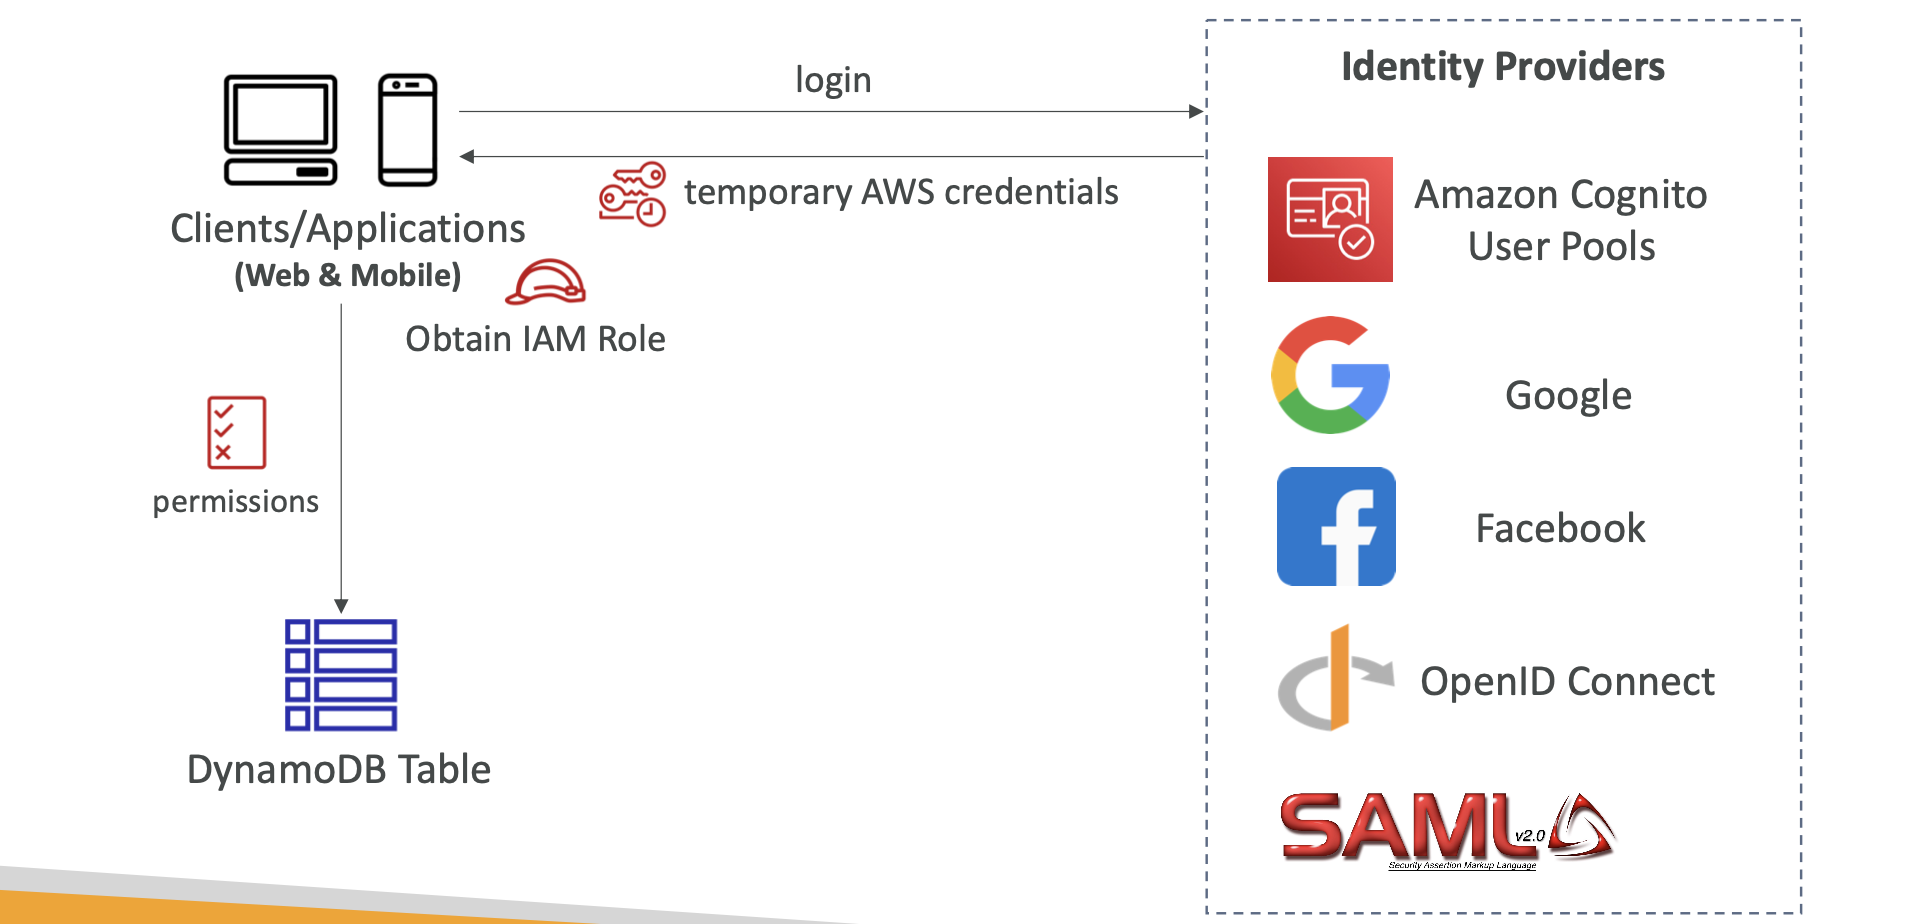 Identity Providers
login
temporary AWS credentials
Clients/Applications
(Web & Mobile)
Obtain IAM Role
permissions
DynamoDB Table
Amazon Cognito
User Pools
Google
Facebook
OpenID Connect
SAML v2.0
Security Assertion Markup Language